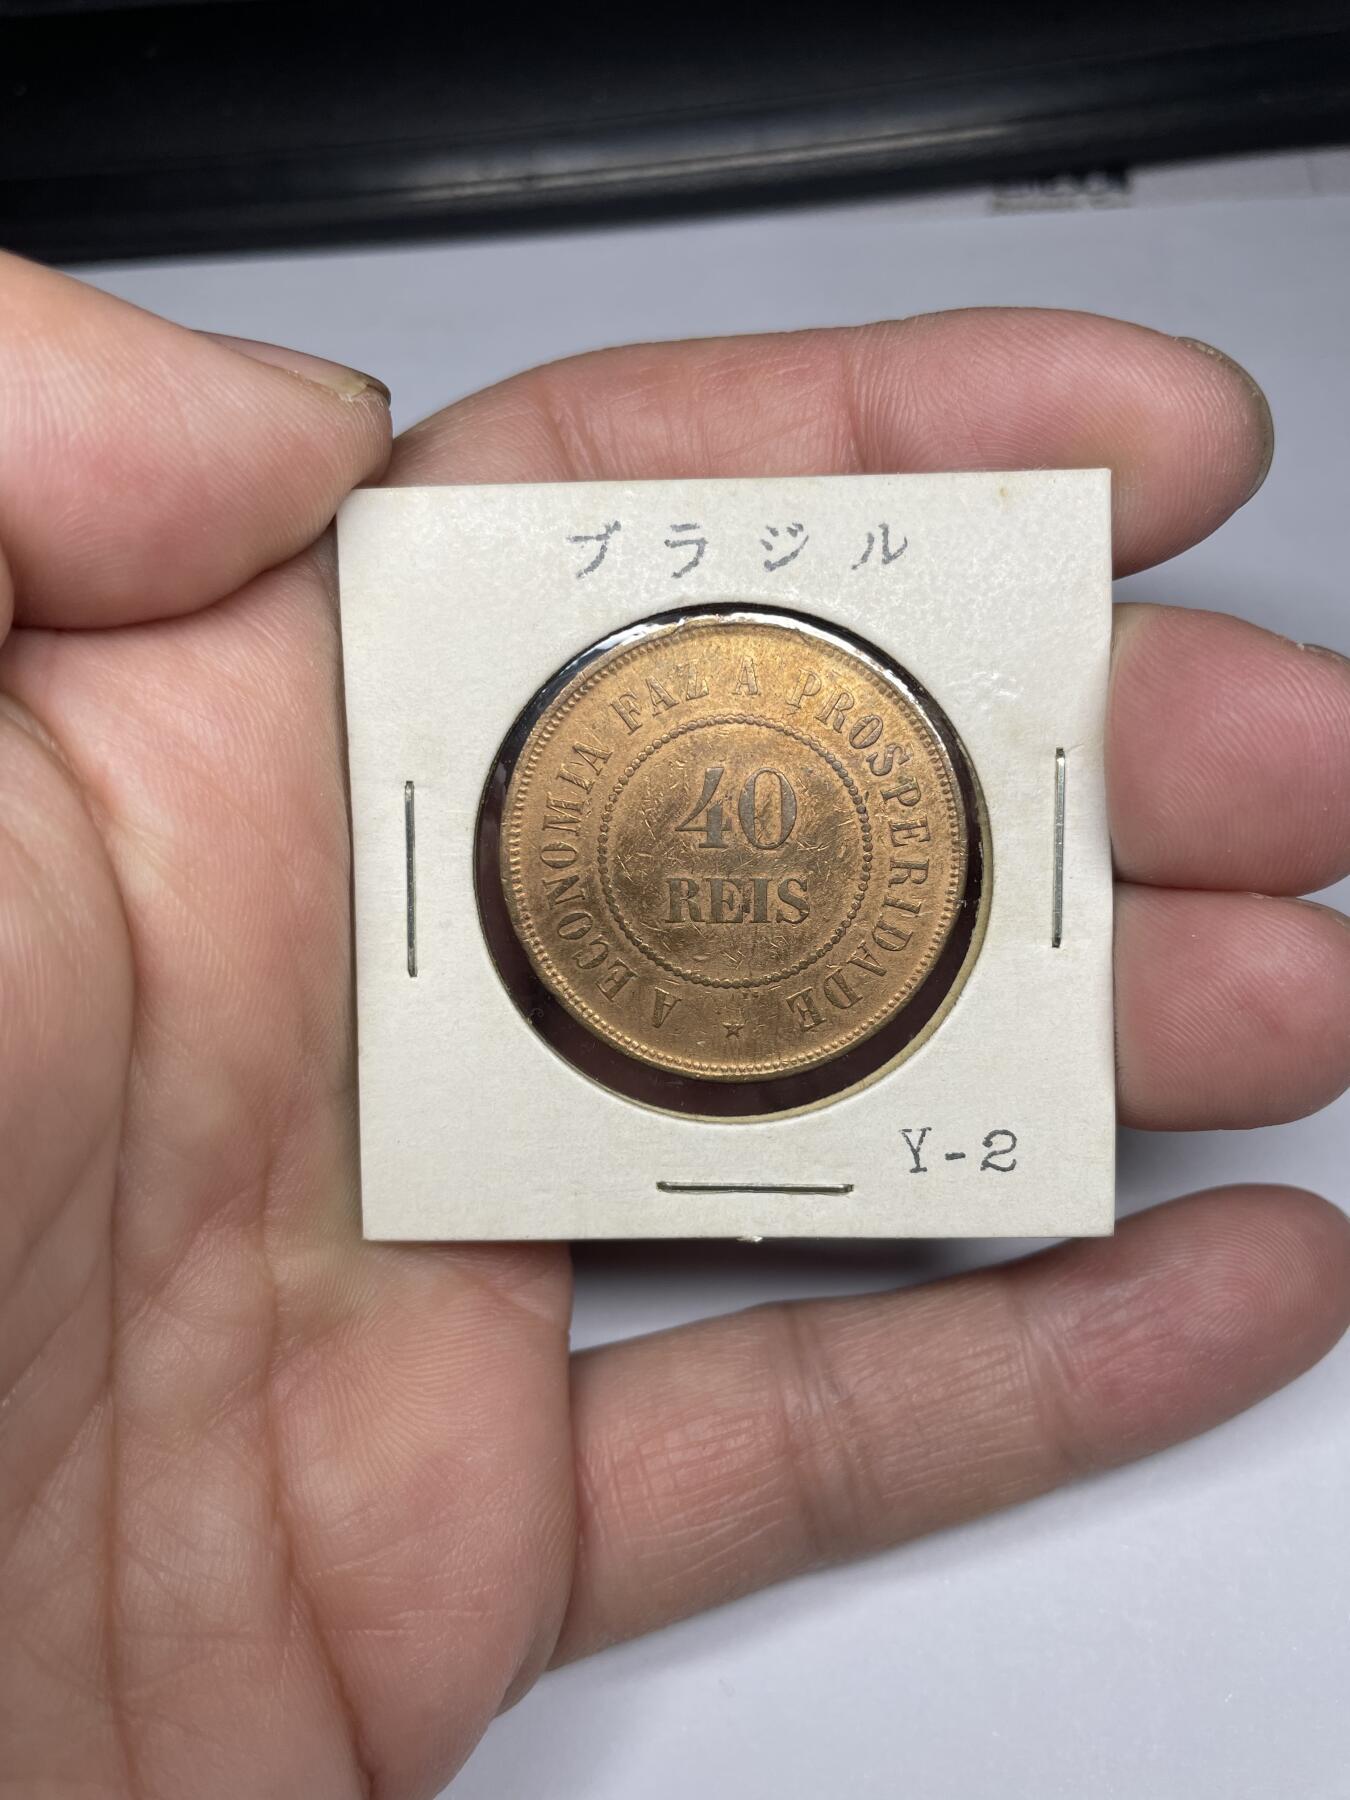 ブラジル
A ECONOMIA FAZ A PROSPERIDADE
40
REIS
Y-2